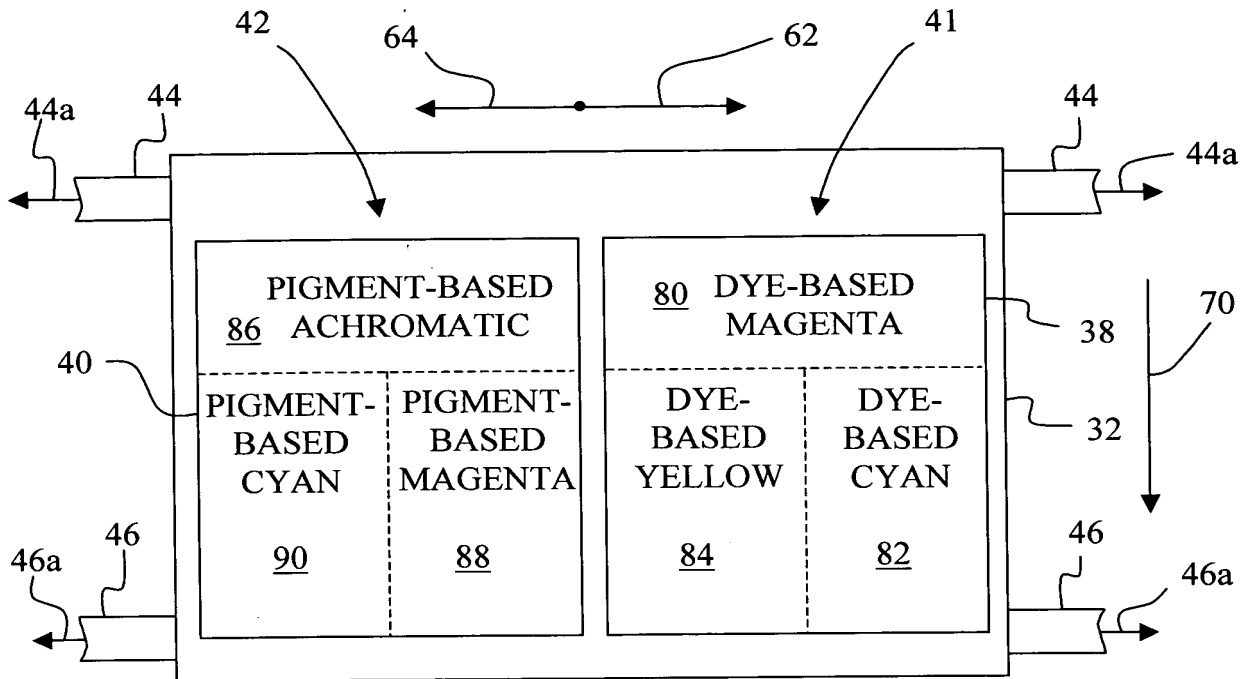 42
64
62
41
44a
44
44
44a
PIGMENT-BASED
86 ACHROMATIC
80 DYE-BASED
MAGENTA
70
38
40
32
PIGMENT-
BASED
CYAN
90
PIGMENT-
BASED
MAGENTA
88
DYE-
BASED
YELLOW
84
DYE-
BASED
CYAN
82
46a
46
46
46a